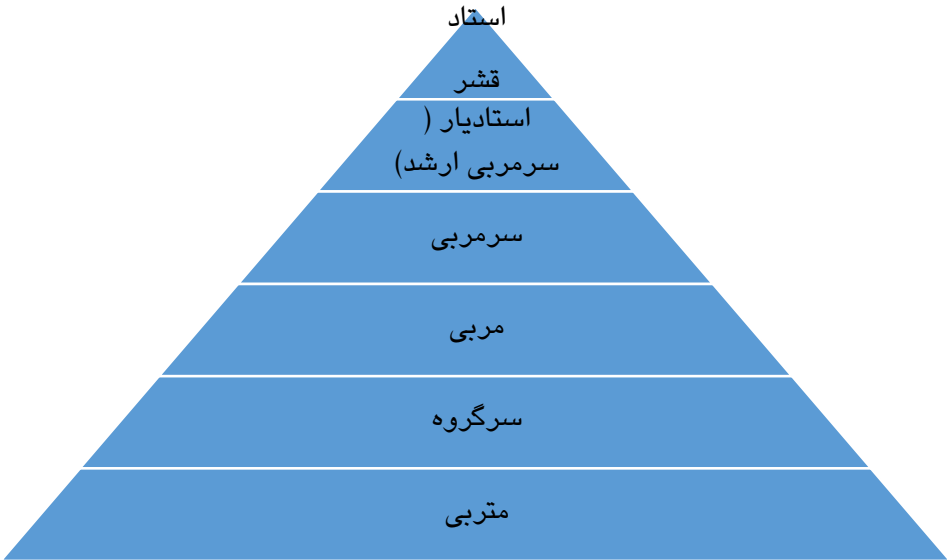 استاد
قشر
استادیار (
سرمربی ارشد)
سرمربی
مربی
سرگروه
متربی